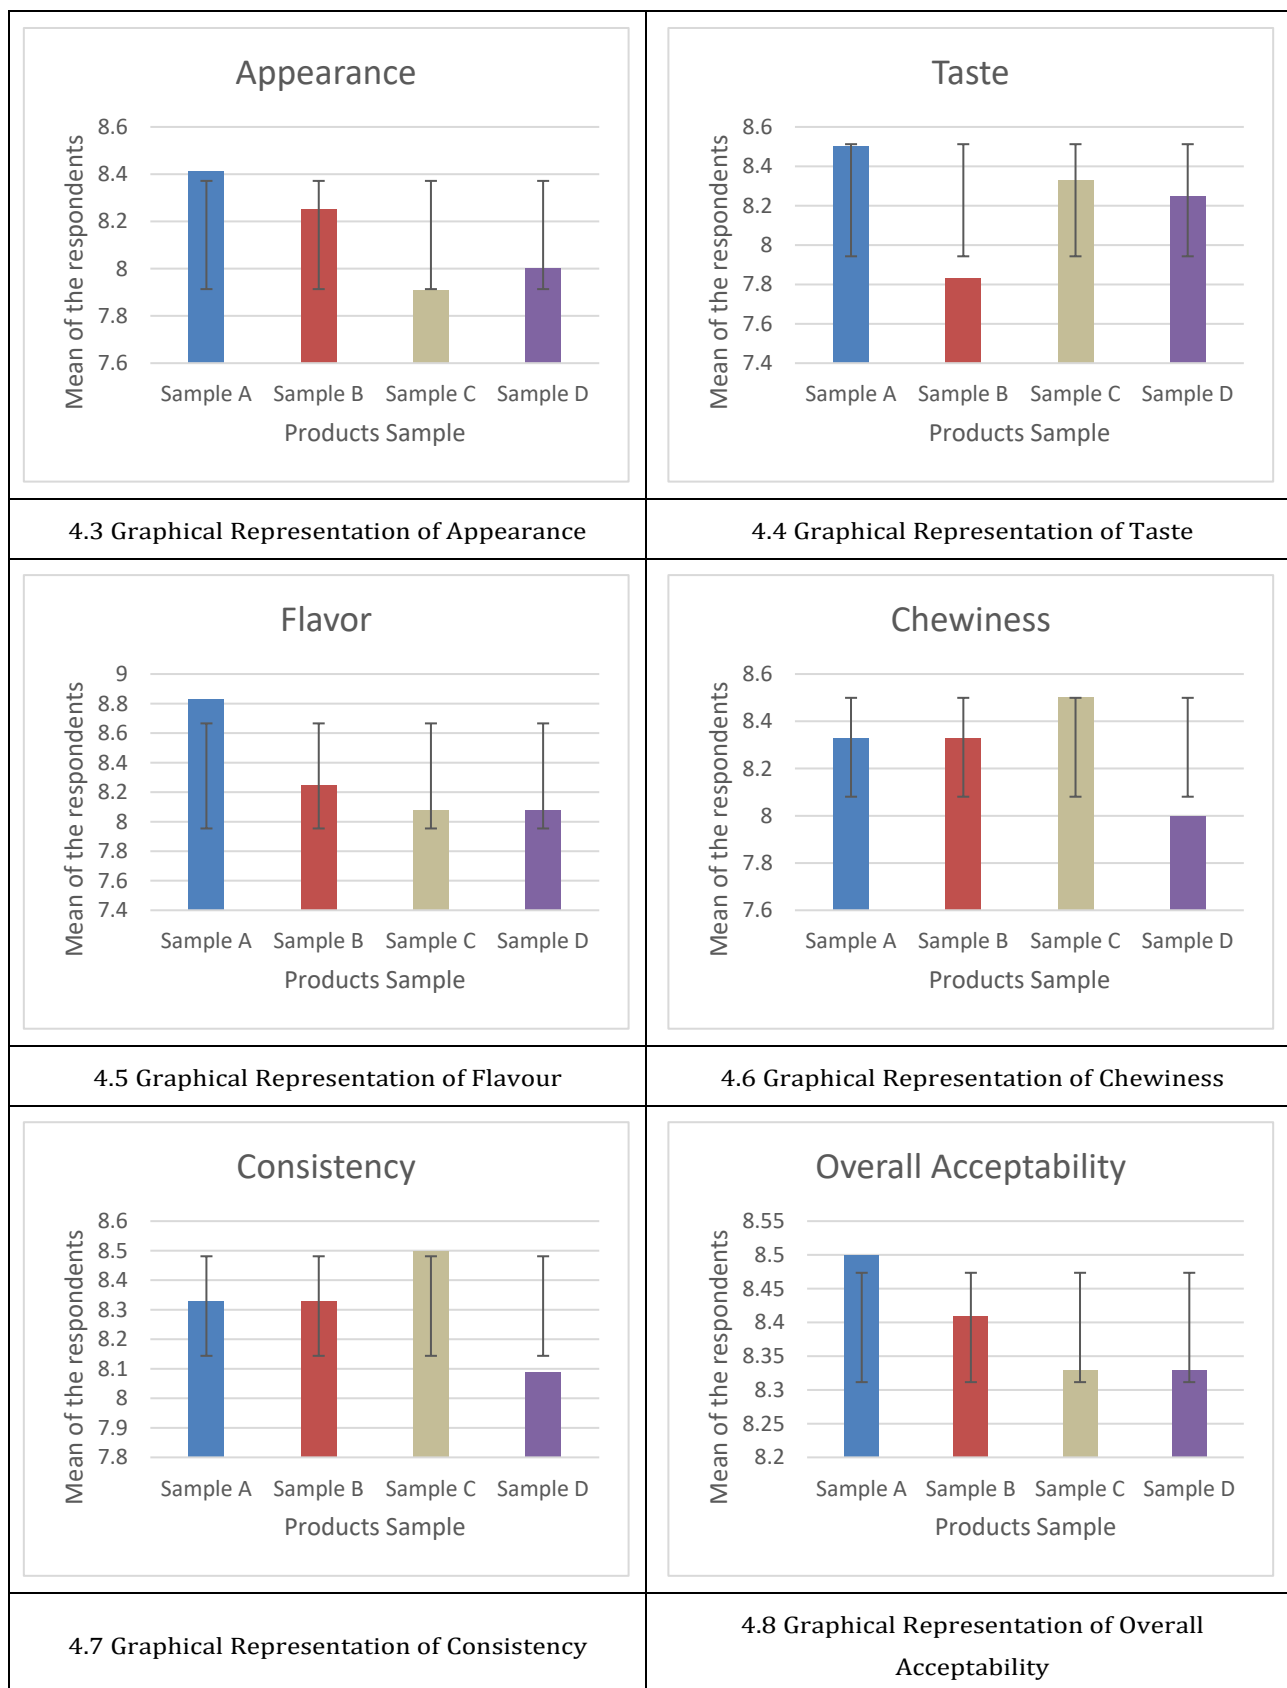 Appearance
Mean of the respondents
8.6
8.4
8.2
8
7.8
7.6
Sample A Sample B Sample C Sample D
Products Sample
Taste
Mean of the respondents
8.6
8.4
8.2
8
7.8
7.6
7.4
Sample A Sample B Sample C Sample D
Products Sample
4.3 Graphical Representation of Appearance
4.4 Graphical Representation of Taste
Flavor
Mean of the respondents
9
8.8
8.6
8.4
8.2
8
7.8
7.6
7.4
Sample A Sample B Sample C Sample D
Products Sample
Chewiness
Mean of the respondents
8.6
8.4
8.2
8
7.8
7.6
Sample A Sample B Sample C Sample D
Products Sample
4.5 Graphical Representation of Flavour
4.6 Graphical Representation of Chewiness
Consistency
Mean of the respondents
8.6
8.5
8.4
8.3
8.2
8.1
8
7.9
7.8
Sample A Sample B Sample C Sample D
Products Sample
Overall Acceptability
Mean of the respondents
8.55
8.5
8.45
8.4
8.35
8.3
8.25
8.2
Sample A Sample B Sample C Sample D
Products Sample
4.7 Graphical Representation of Consistency
4.8 Graphical Representation of Overall
Acceptability